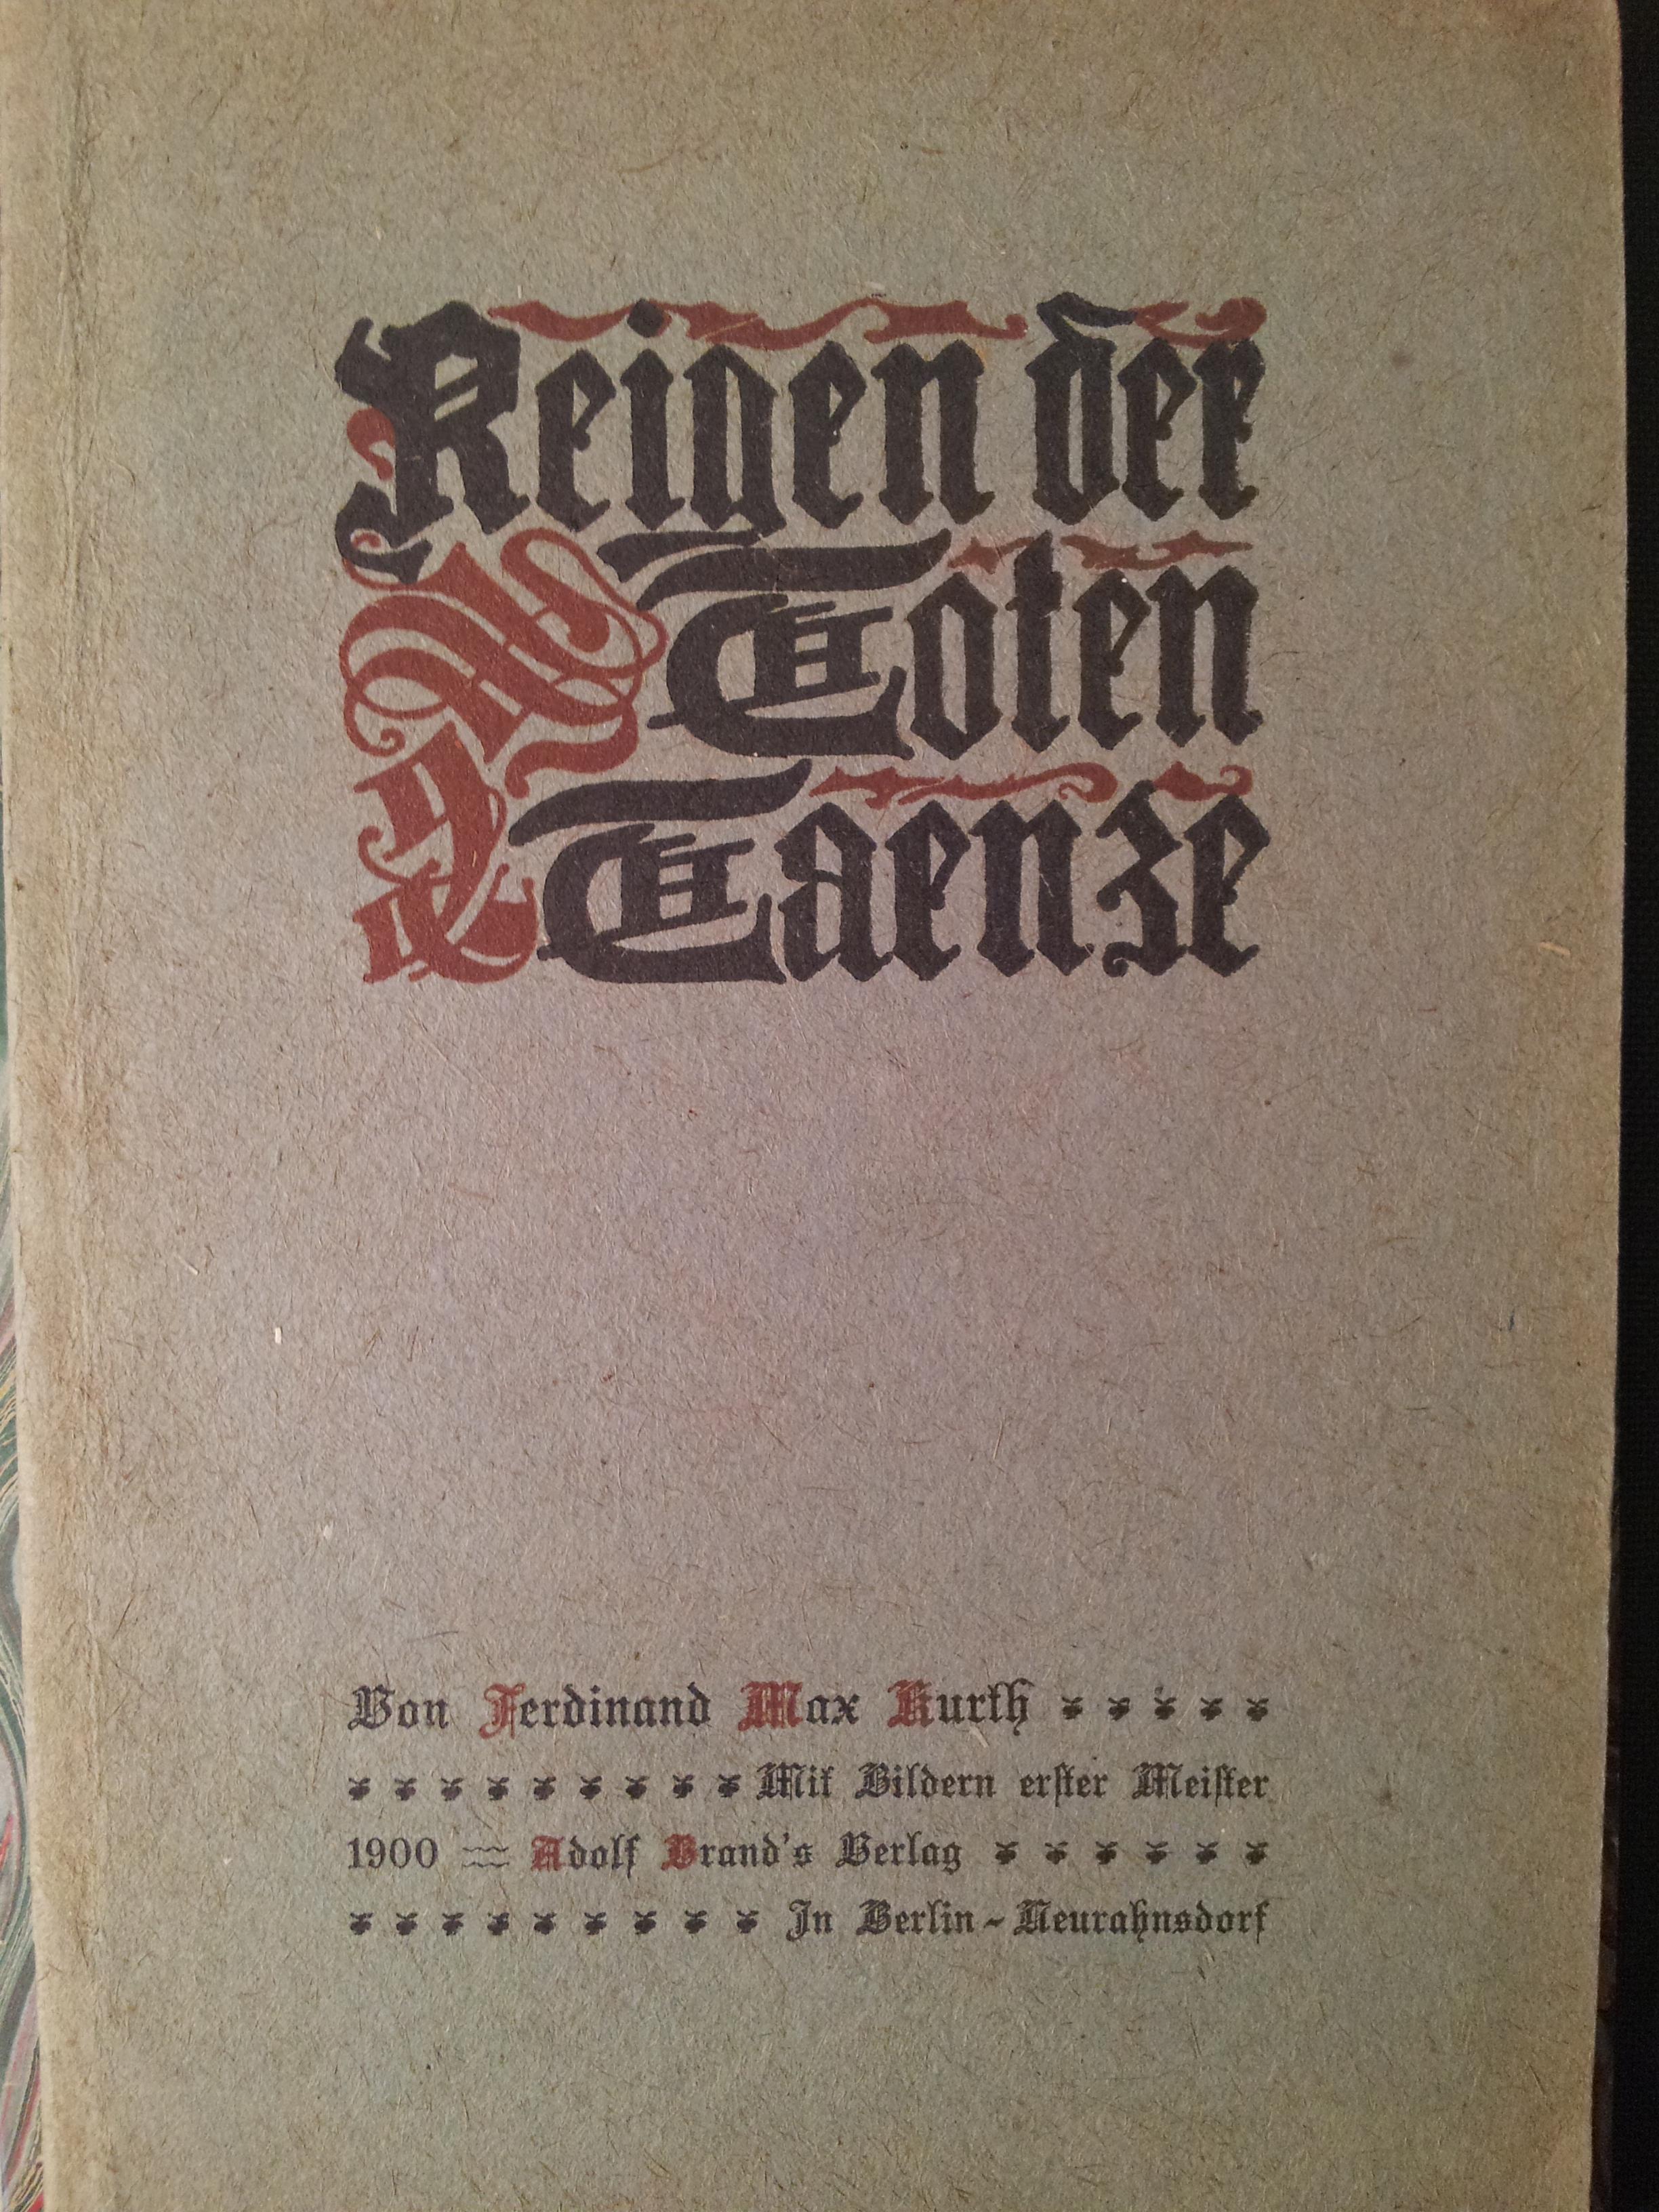 Reigen der
Toten
Taenze
Von Ferdinand Max Kurth
Mit Bildern erster Meister
1900 Adolf Brand's Verlag
In Berlin-Neurahnsdorf